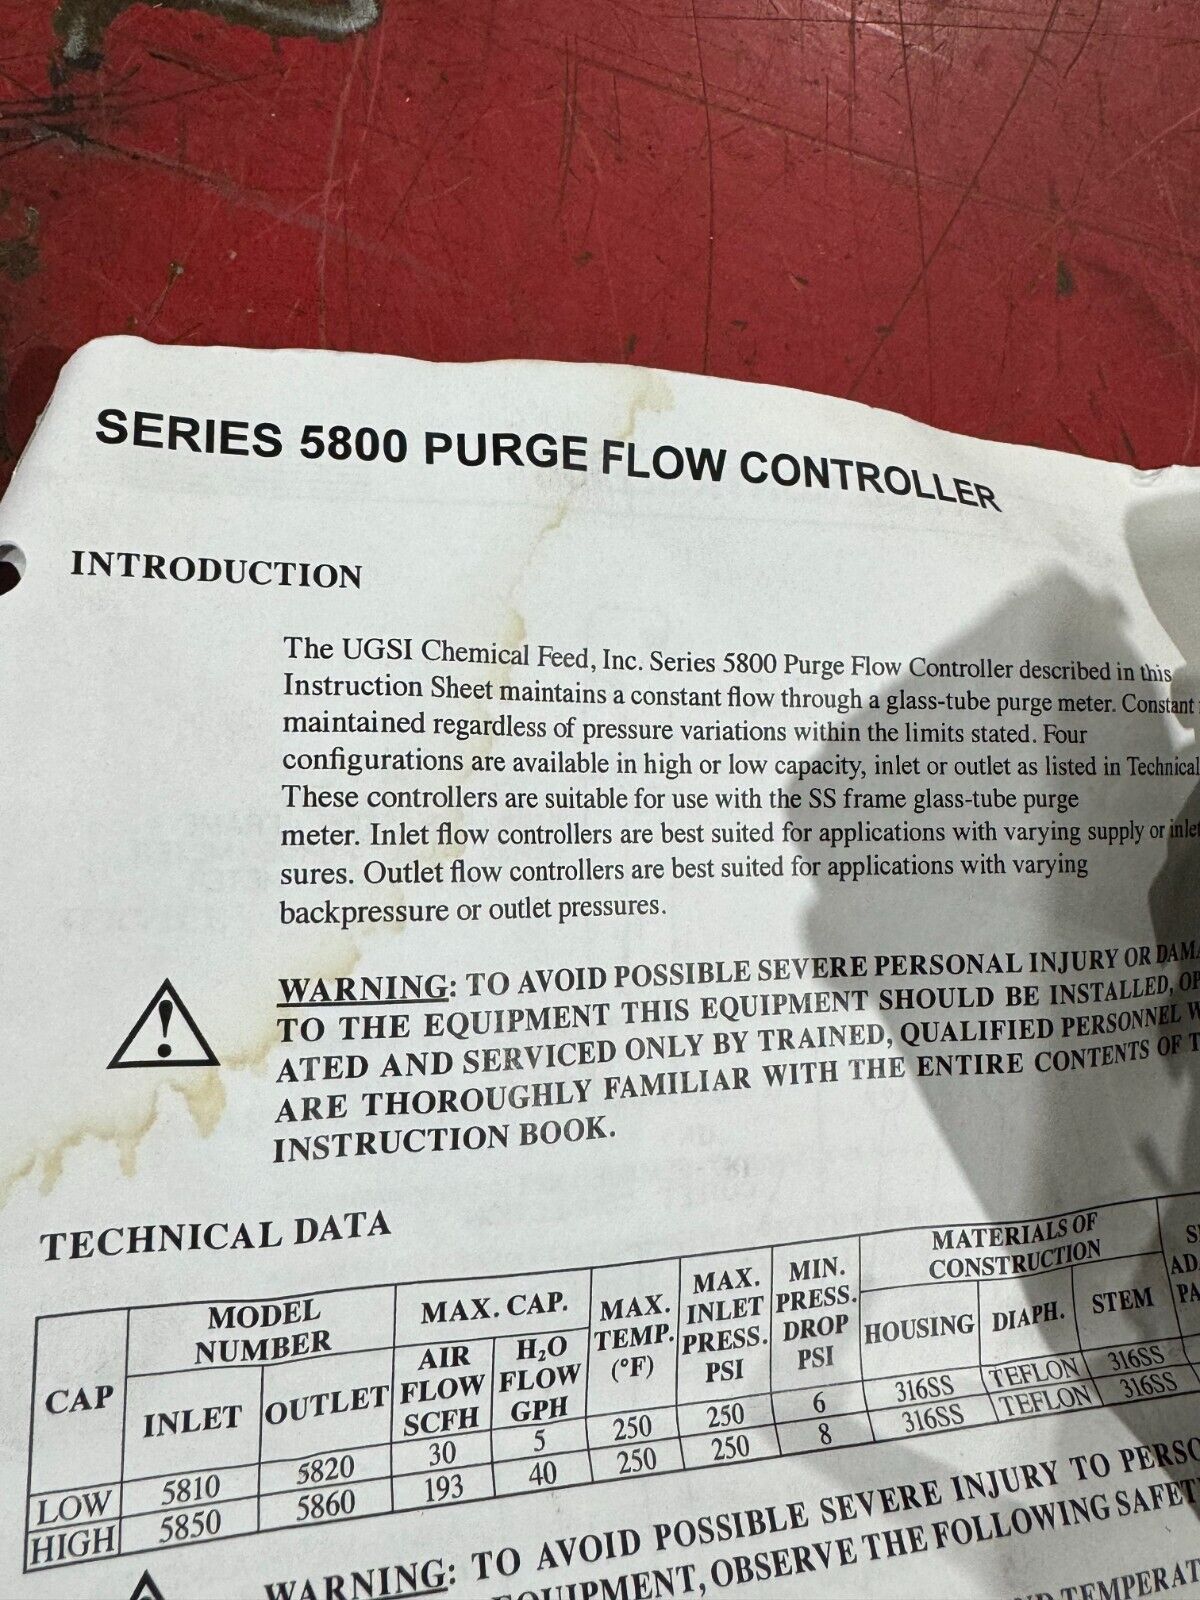 SERIES 5800 PURGE FLOW CONTROLLER
INTRODUCTION
The UGSI Chemical Feed, Inc. Series 5800 Purge Flow Controller described in this
Instruction Sheet maintains a constant flow through a glass-tube purge meter. Constant
maintained regardless of pressure variations within the limits stated. Four
configurations are available in high or low capacity, inlet or outlet as listed in Technical
These controllers are suitable for use with the SS frame glass-tube purge
meter. Inlet flow controllers are best suited for applications with varying supply or inlet
sures. Outlet flow controllers are best suited for applications with varying
backpressure or outlet pressures.
WARNING: TO AVOID POSSIBLE SEVERE PERSONAL INJURY OR DAMA
TO THE EQUIPMENT THIS EQUIPMENT SHOULD BE INSTALLED, OP
ATED AND SERVICED ONLY BY TRAINED, QUALIFIED PERSONNEL W
ARE THOROUGHLY FAMILIAR WITH THE ENTIRE CONTENTS OF T
INSTRUCTION BOOK.
TECHNICAL DATA
CAP
MODEL
NUMBER
INLET
OUTLET
MAX. CAP.
AIR
FLOW
SCFH
H₂O
FLOW
GPH
MAX.
TEMP.
(°F)
MAX.
INLET
PRESS.
PSI
MIN.
PRESS.
DROP
PSI
MATERIALS OF
CONSTRUCTION
HOUSING
DIAPH.
STEM
AD
PA
LOW 5810 5820 30 5 250 250 6 316SS TEFLON 316SS
HIGH 5850 5860 193 40 250 250 8 316SS TEFLON 316SS
WARNING: TO AVOID POSSIBLE SEVERE INJURY TO PERSO
EQUIPMENT, OBSERVE THE FOLLOWING SAFET
TEMPERAT